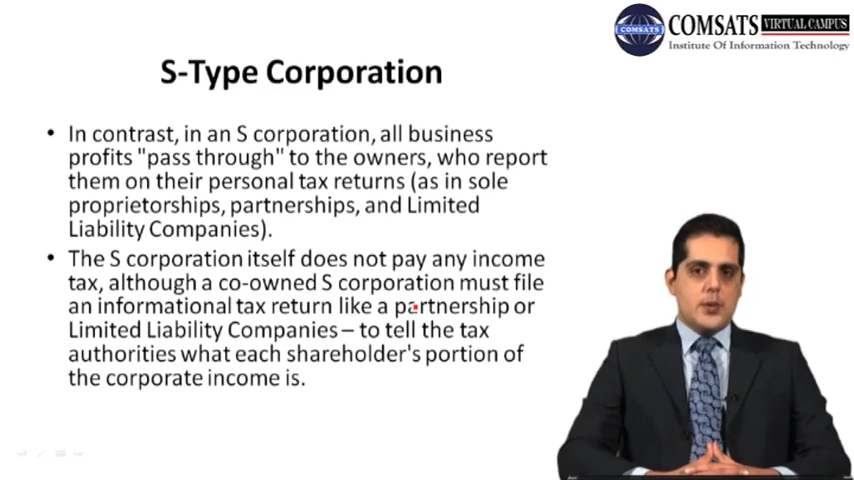 COMSATS VIRTUAL CAMPUS
COMSATS
Institute Of Information Technology
S-Type Corporation
• In contrast, in an S corporation, all business
profits "pass through" to the owners, who report
them on their personal tax returns (as in sole
proprietorships, partnerships, and Limited
Liability Companies).
• The S corporation itself does not pay any income
tax, although a co-owned S corporation must file
an informational tax return like a partnership or
Limited Liability Companies – to tell the tax
authorities what each shareholder's portion of
the corporate income is.